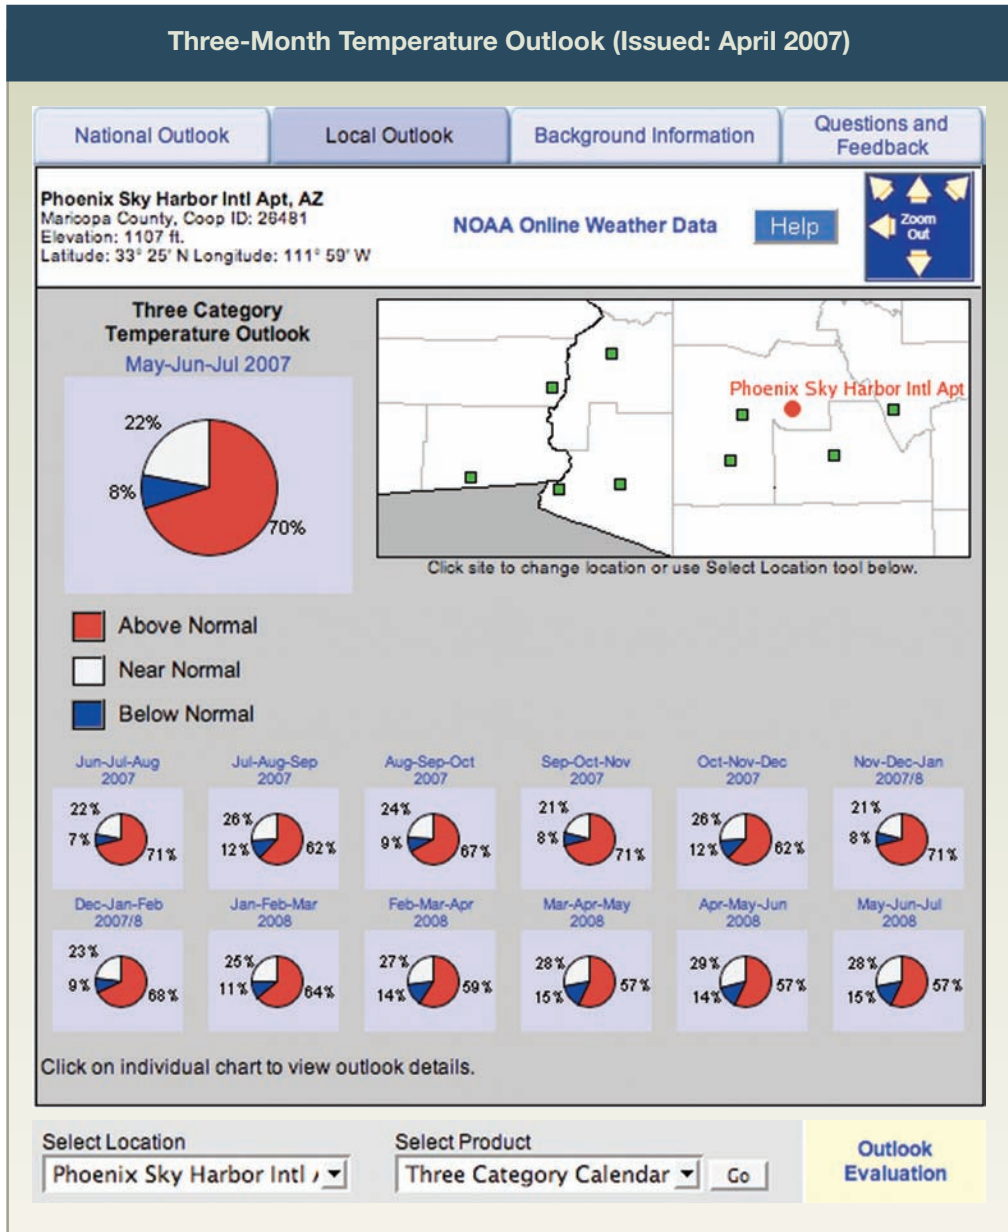 Three-Month Temperature Outlook (Issued: April 2007)
National Outlook
Local Outlook
Background Information
Questions and
Feedback
Phoenix Sky Harbor Intl Apt, AZ
Maricopa County, Coop ID: 26481
Elevation: 1107 ft.
Latitude: 33° 25' N Longitude: 111° 59' W
NOAA Online Weather Data
Help
Zoom
Out
Three Category
Temperature Outlook
May-Jun-Jul 2007
22%
8%
70%
Phoenix Sky Harbor Intl Apt
Click site to change location or use Select Location tool below.
Above Normal
Near Normal
Below Normal
Jun-Jul-Aug
2007
22%
7%
71%
Jul-Aug-Sep
2007
26%
12%
62%
Aug-Sep-Oct
2007
24%
9%
67%
Sep-Oct-Nov
2007
21%
8%
71%
Oct-Nov-Dec
2007
26%
12%
62%
Nov-Dec-Jan
2007/8
21%
8%
71%
Dec-Jan-Feb
2007/8
23%
9%
68%
Jan-Feb-Mar
2008
25%
11%
64%
Feb-Mar-Apr
2008
27%
14%
59%
Mar-Apr-May
2008
28%
15%
57%
Apr-May-Jun
2008
29%
14%
57%
May-Jun-Jul
2008
28%
15%
57%
Click on individual chart to view outlook details.
Select Location
Phoenix Sky Harbor Intl
Select Product
Three Category Calendar
Go
Outlook
Evaluation